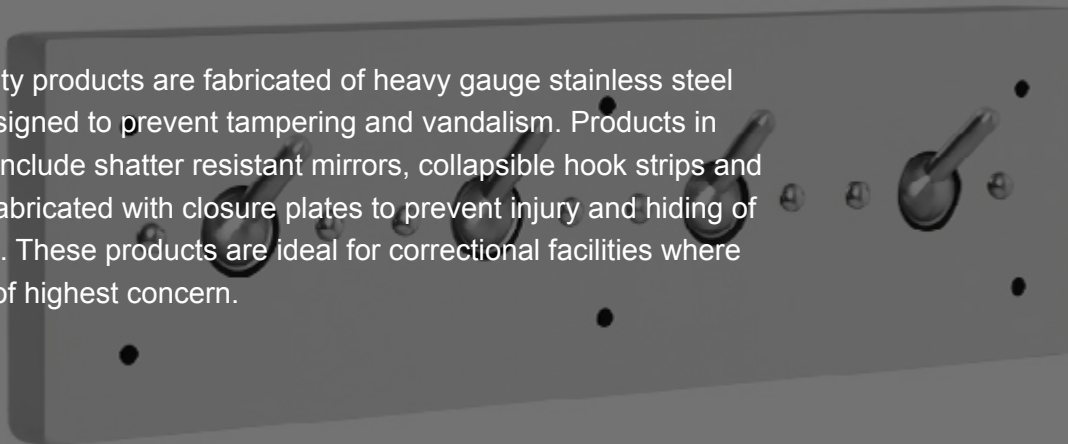 ty products are fabricated of heavy gauge stainless steel
signed to prevent tampering and vandalism. Products in
include shatter resistant mirrors, collapsible hook strips and
fabricated with closure plates to prevent injury and hiding of
. These products are ideal for correctional facilities where
of highest concern.